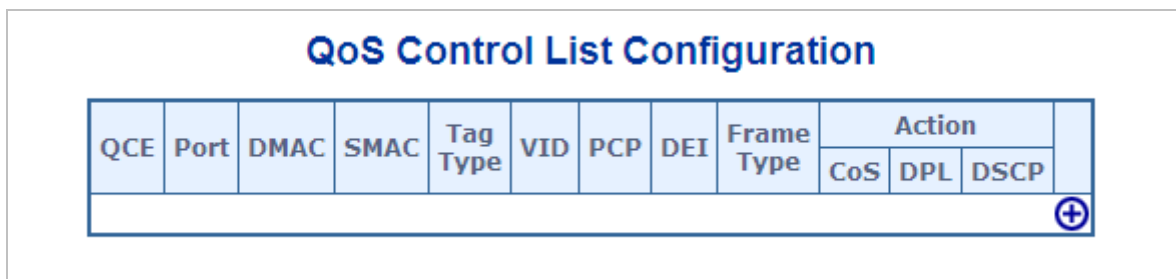 QoS Control List Configuration
QCE Port DMAC SMAC Tag Type VID PCP DEI Frame Type Action
CoS DPL DSCP